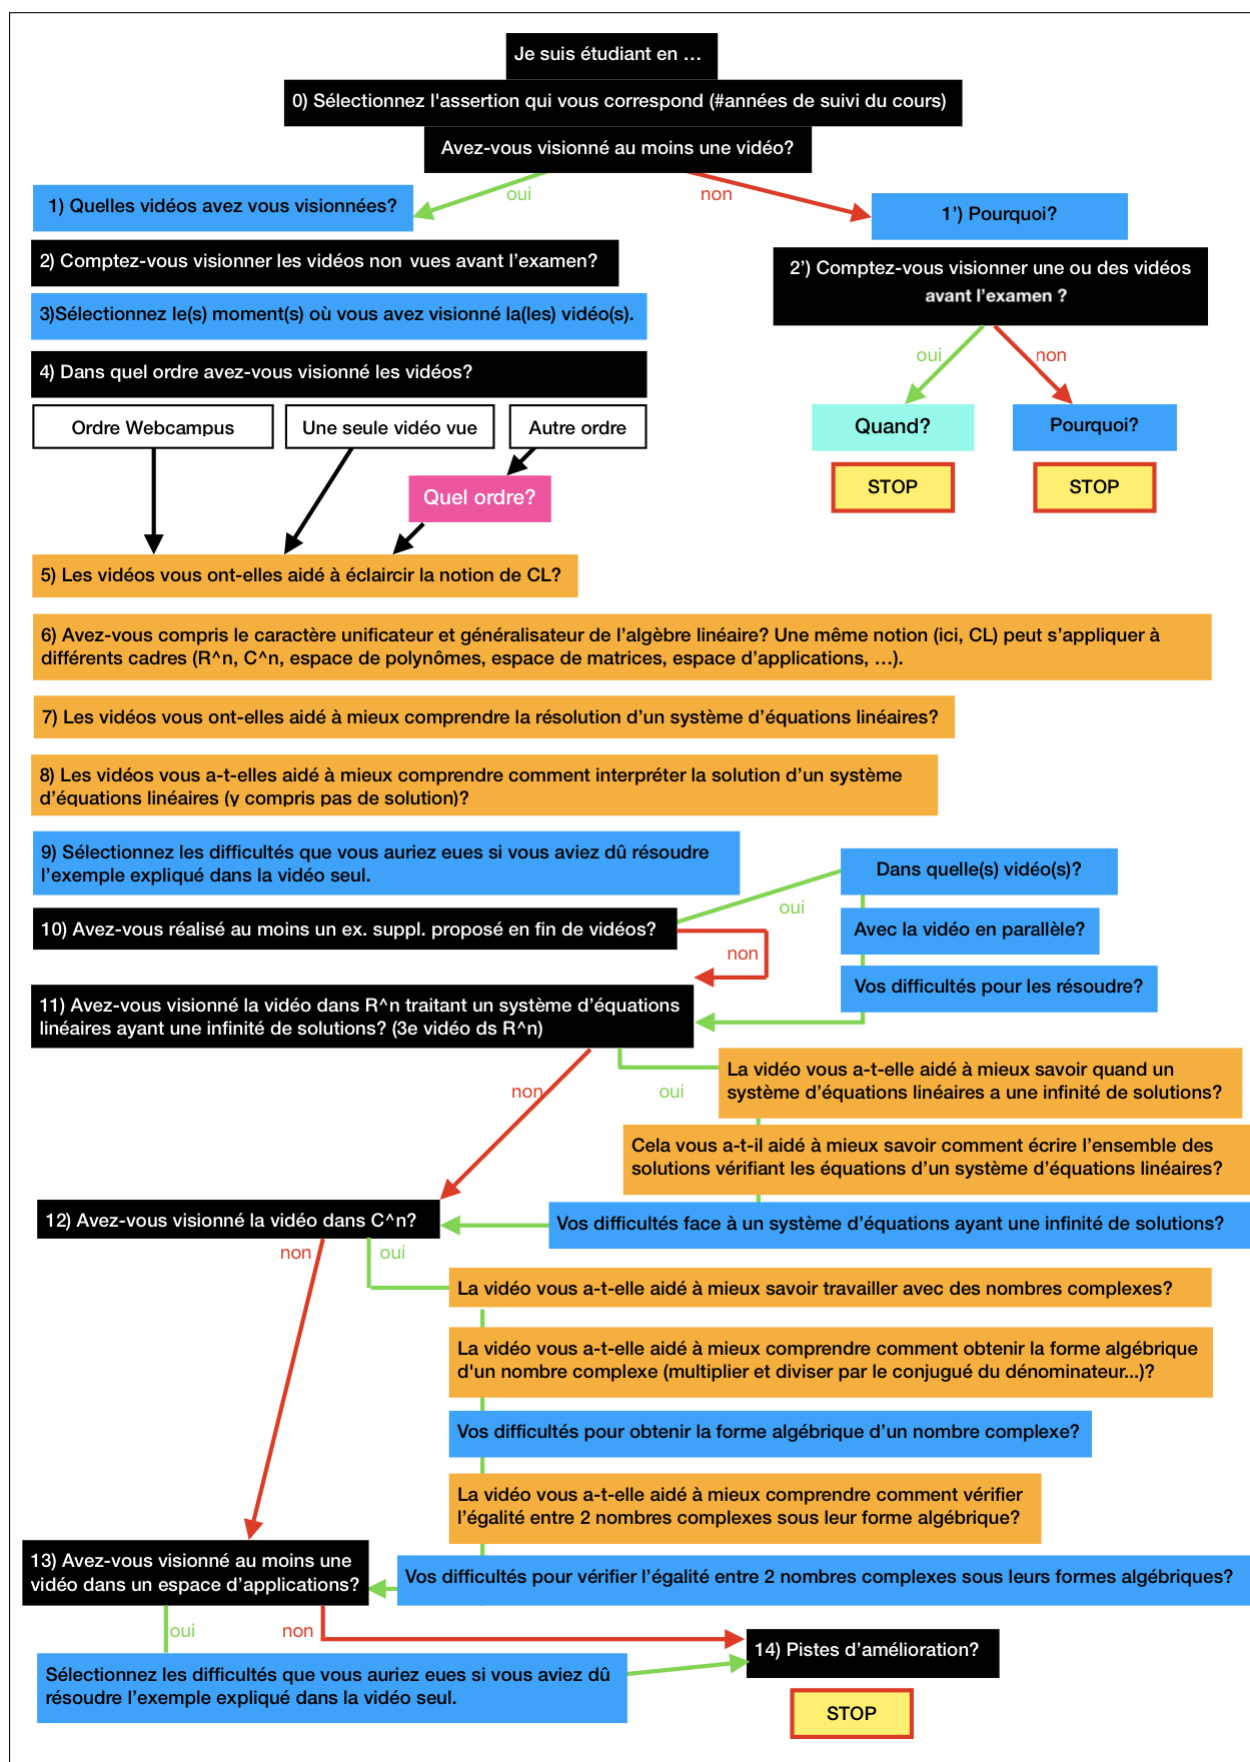 Je suis étudiant en ...
0) Sélectionnez l'assertion qui vous correspond (#années de suivi du cours)
Avez-vous visionné au moins une vidéo?
oui
non
1) Quelles vidéos avez vous visionnées?
1') Pourquoi?
2) Comptez-vous visionner les vidéos non vues avant l'examen?
2') Comptez-vous visionner une ou des vidéos
avant l'examen ?
3)Sélectionnez le(s) moment(s) où vous avez visionné la(les) vidéo(s).
oui
non
4) Dans quel ordre avez-vous visionné les vidéos?
Ordre Webcampus
Une seule vidéo vue
Autre ordre
Quand?
Pourquoi?
STOP
STOP
Quel ordre?
5) Les vidéos vous ont-elles aidé à éclaircir la notion de CL?
6) Avez-vous compris le caractère unificateur et généralisateur de l'algèbre linéaire? Une même notion (ici, CL) peut s'appliquer à
différents cadres (R^n, C^n, espace de polynômes, espace de matrices, espace d'applications, ...).
7) Les vidéos vous ont-elles aidé à mieux comprendre la résolution d'un système d'équations linéaires?
8) Les vidéos vous a-t-elles aidé à mieux comprendre comment interpréter la solution d'un système
d'équations linéaires (y compris pas de solution)?
9) Sélectionnez les difficultés que vous auriez eues si vous aviez dû résoudre
l'exemple expliqué dans la vidéo seul.
Dans quelle(s) vidéo(s)?
oui
10) Avez-vous réalisé au moins un ex. suppl. proposé en fin de vidéos?
Avec la vidéo en parallèle?
non
Vos difficultés pour les résoudre?
11) Avez-vous visionné la vidéo dans R^n traitant un système d'équations
linéaires ayant une infinité de solutions? (3e vidéo ds R^n)
non
oui
La vidéo vous a-t-elle aidé à mieux savoir quand un
système d'équations linéaires a une infinité de solutions?
Cela vous a-t-il aidé à mieux savoir comment écrire l'ensemble des
solutions vérifiant les équations d'un système d'équations linéaires?
12) Avez-vous visionné la vidéo dans C^n?
Vos difficultés face à un système d'équations ayant une infinité de solutions?
non
oui
La vidéo vous a-t-elle aidé à mieux savoir travailler avec des nombres complexes?
La vidéo vous a-t-elle aidé à mieux comprendre comment obtenir la forme algébrique
d'un nombre complexe (multiplier et diviser par le conjugué du dénominateur...)?
Vos difficultés pour obtenir la forme algébrique d'un nombre complexe?
La vidéo vous a-t-elle aidé à mieux comprendre comment vérifier
l'égalité entre 2 nombres complexes sous leur forme algébrique?
13) Avez-vous visionné au moins une
vidéo dans un espace d'applications?
Vos difficultés pour vérifier l'égalité entre 2 nombres complexes sous leurs formes algébriques?
oui
non
14) Pistes d'amélioration?
Sélectionnez les difficultés que vous auriez eues si vous aviez dû
résoudre l'exemple expliqué dans la vidéo seul.
STOP